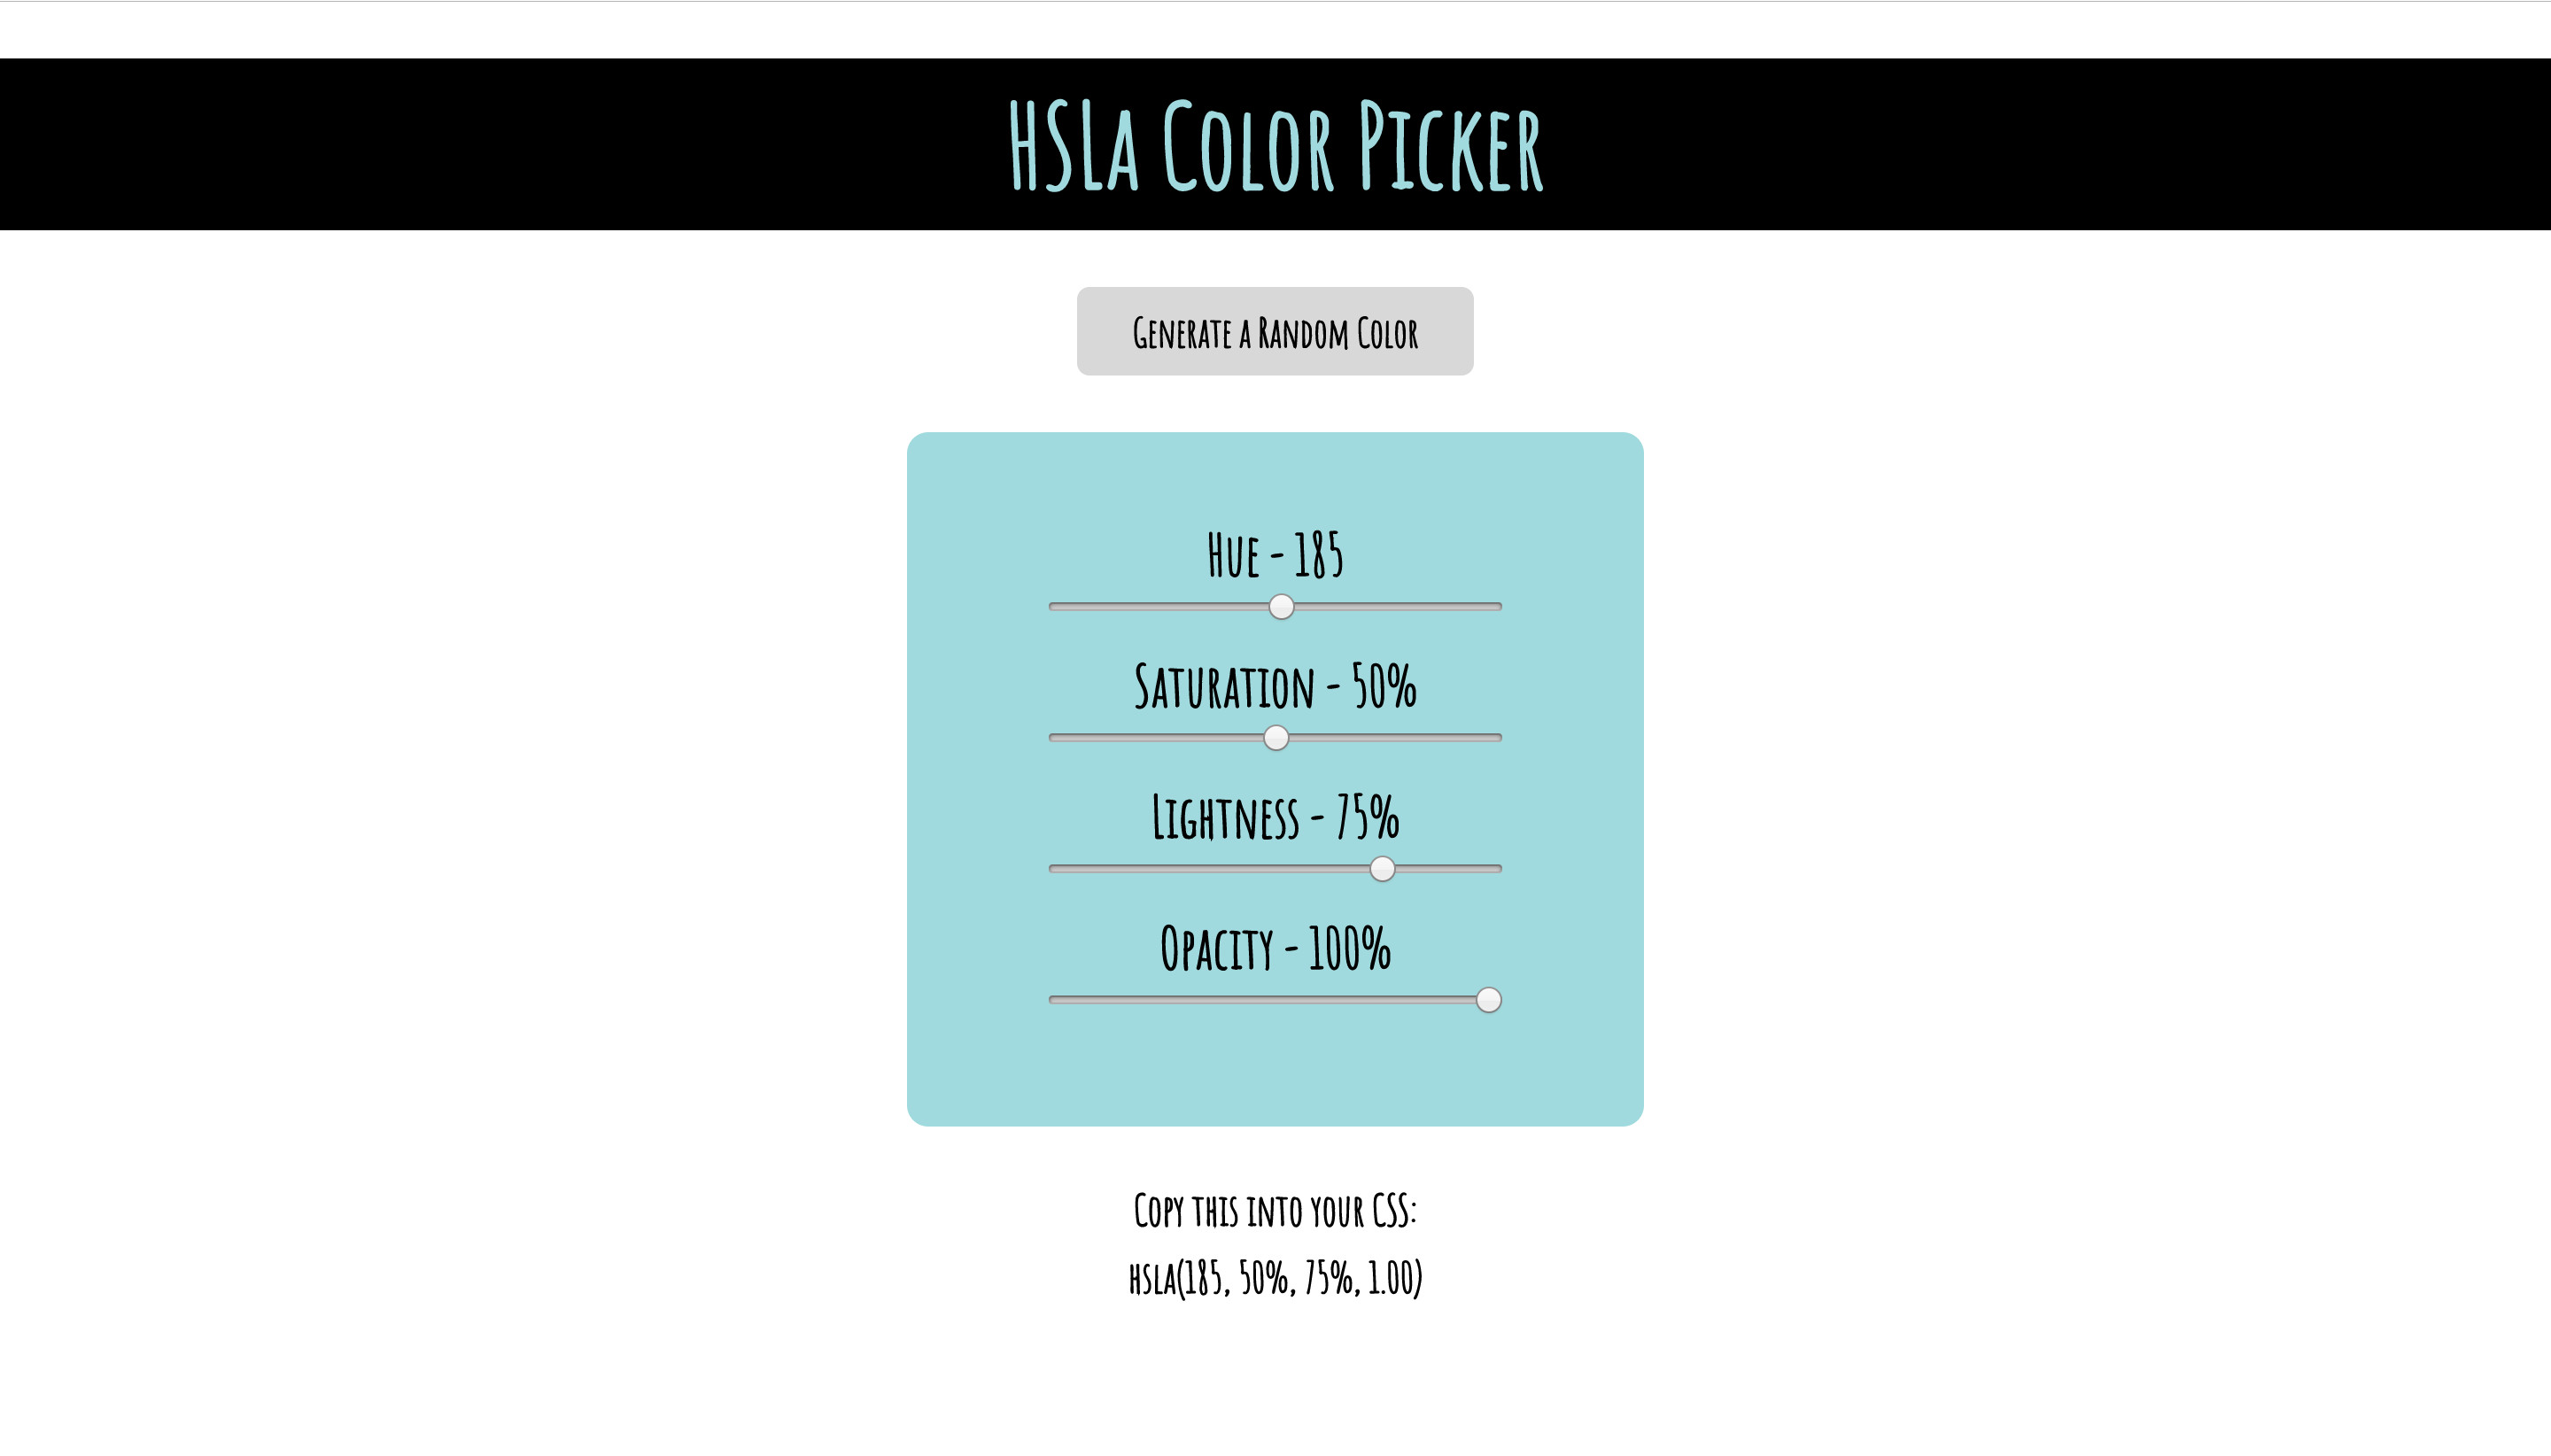 HSLA Color Picker
Generate a Random Color
Hue - 185
Saturation - 50%
Lightness - 75%
Opacity - 100%
Copy this into your CSS:
hsla(185, 50%, 75%, 1.00)